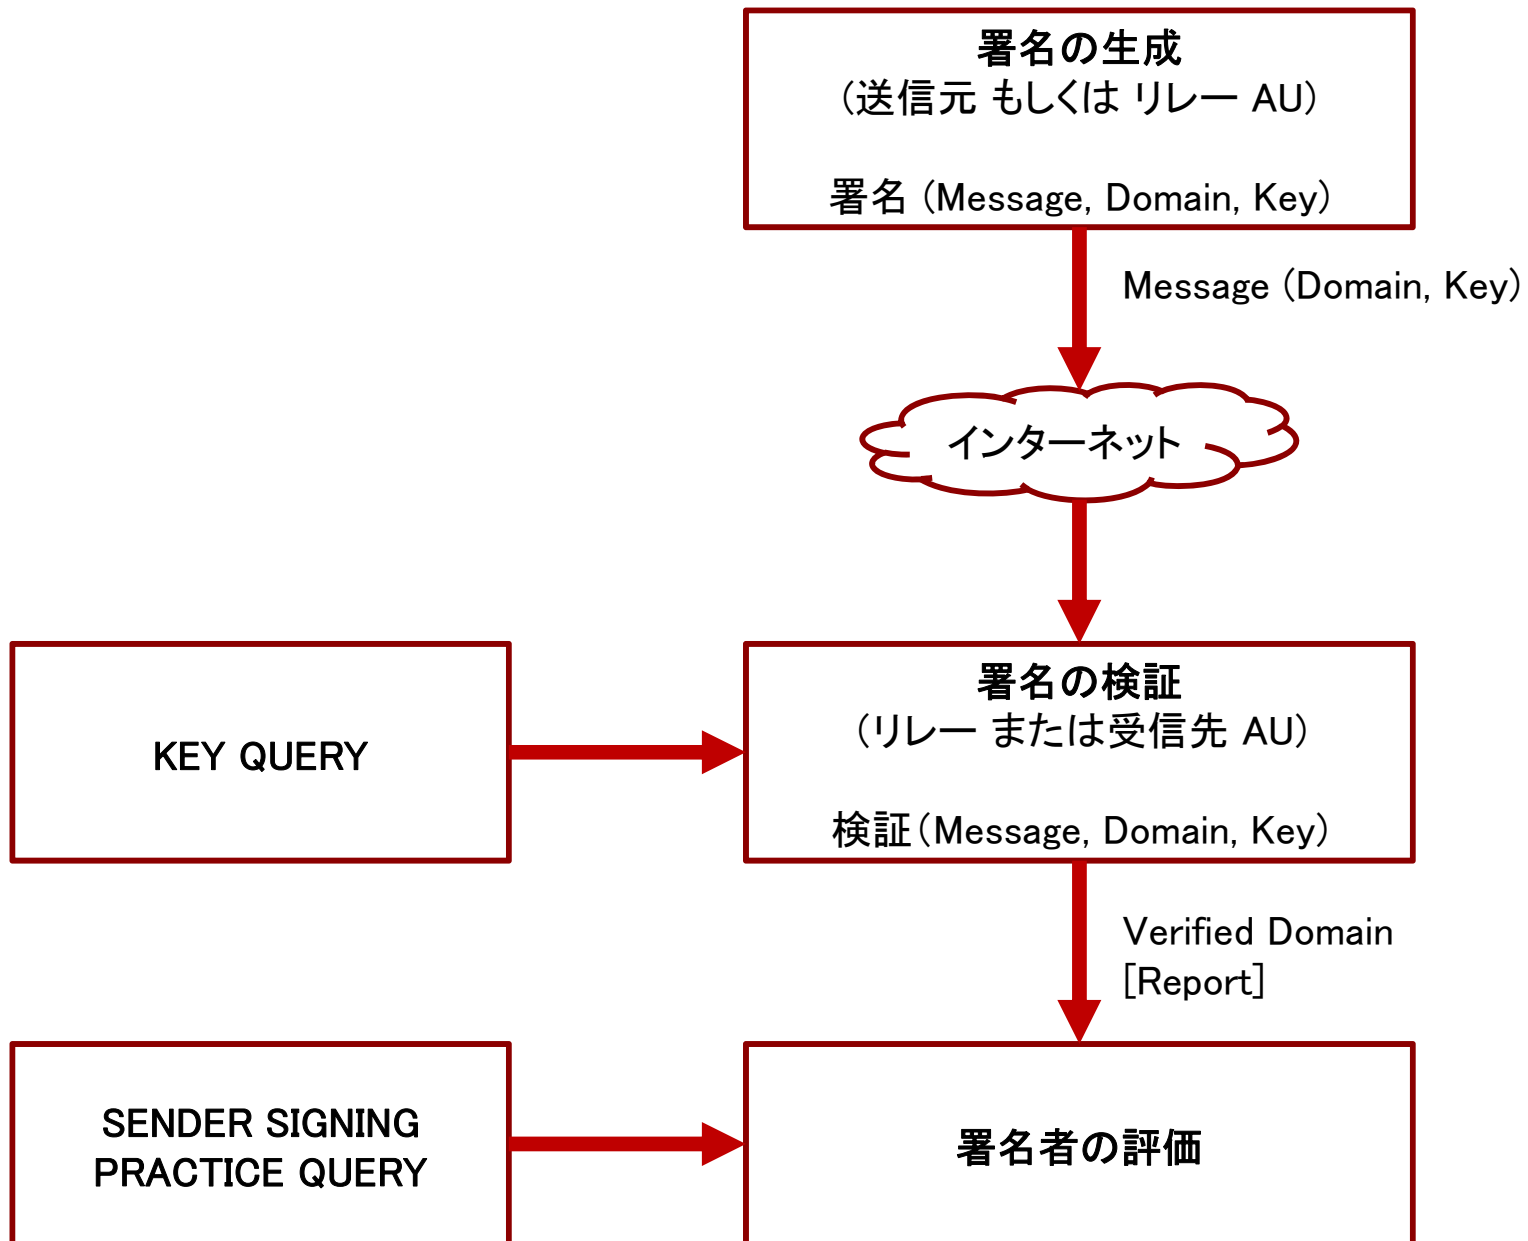 署名の生成
(送信元 もしくは リレー AU)
署名 (Message, Domain, Key)
Message (Domain, Key)
インターネット
KEY QUERY
署名の検証
(リレー または受信先 AU)
検証(Message, Domain, Key)
Verified Domain
[Report]
SENDER SIGNING
PRACTICE QUERY
署名者の評価